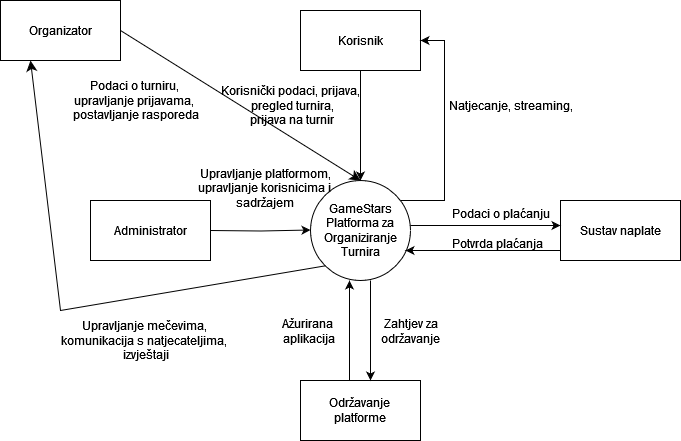 Organizator
Korisnik
Podaci o turniru,
upravljanje prijavama,
postavljanje rasporeda
Korisnički podaci, prijava,
pregled turnira,
prijava na turnir
Natjecanje, streaming,
Upravljanje platformom,
upravljanje korisnicima i
sadržajem
Administrator
GameStars
Platforma za
Organiziranje
Turnira
Podaci o plaćanju
Potvrda plaćanja
Sustav naplate
Upravljanje mečevima,
komunikacija s natjecateljima,
izvještaji
Ažurirana
aplikacija
Zahtjev za
održavanje
Održavanje
platforme